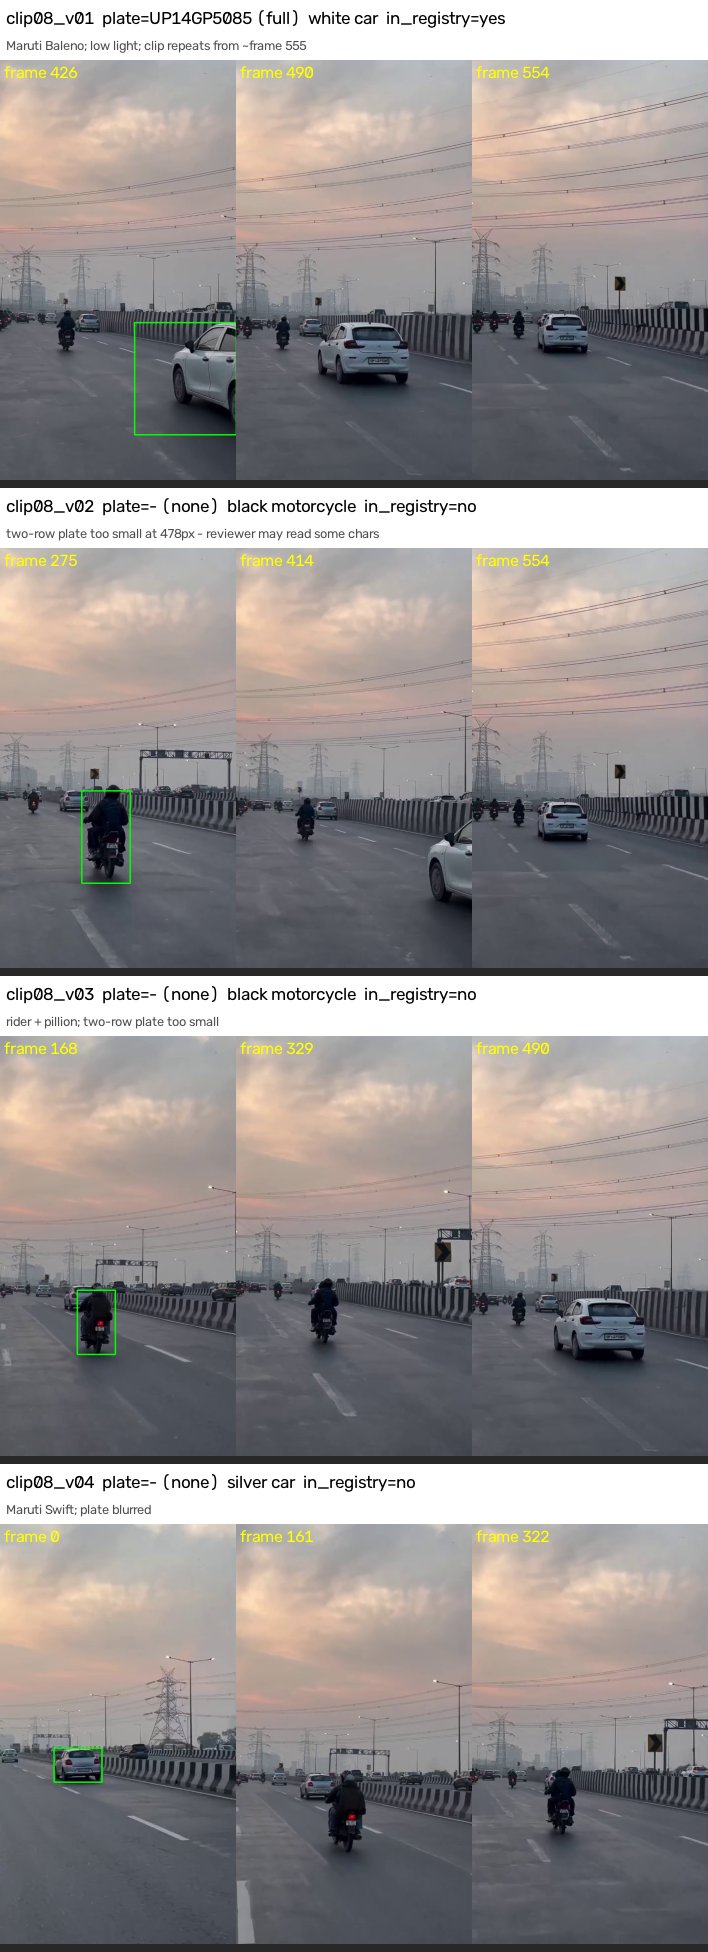 clip08_v01 plate=UP14GP5085 (full) white car in_registry=yes
Maruti Baleno; low light; clip repeats from ~frame 555
frame 426
frame 490
frame 554
clip08_v02 plate=- (none) black motorcycle in_registry=no
two-row plate too small at 478px - reviewer may read some chars
frame 275
frame 414
frame 554
clip08_v03 plate=- (none) black motorcycle in_registry=no
rider + pillion; two-row plate too small
frame 168
frame 329
frame 490
clip08_v04 plate=- (none) silver car in_registry=no
Maruti Swift; plate blurred
frame 0
frame 161
frame 322